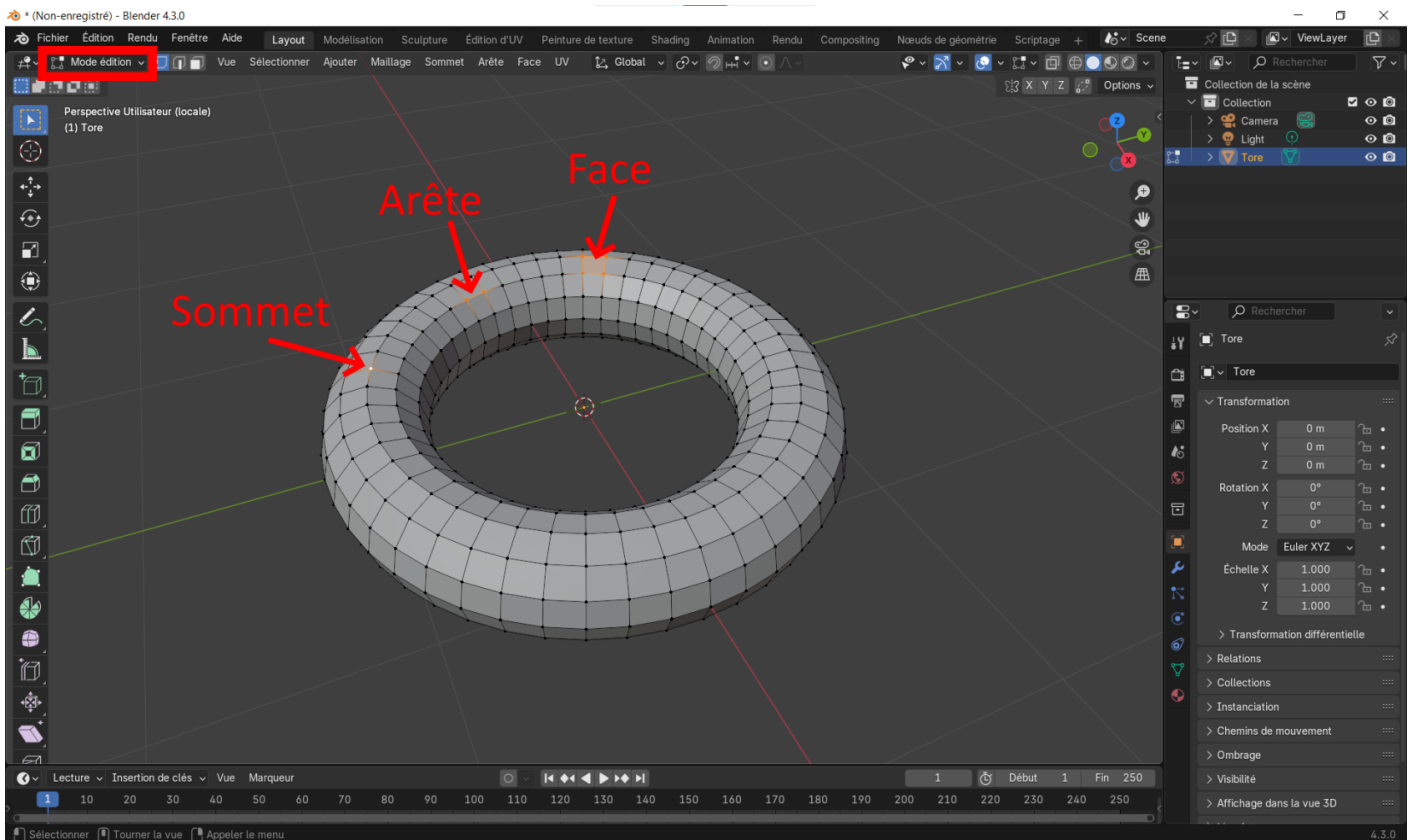 * (Non-enregistré) - Blender 4.3.0
Fichier Édition Rendu Fenêtre Aide Layout Modélisation Sculpture Édition d'UV Peinture de texture Shading Animation Rendu Compositing Nœuds de géométrie Scriptage + Scene ViewLayer
Mode édition Vue Sélectionner Ajouter Maillage Sommet Arête Face UV Global Rechercher
X Y Z Options
Collection de la scène
Perspective Utilisateur (locale)
(1) Tore
Collection
Camera
Light
Tore
Z
Y
X
Face
Arête
Sommet
Rechercher
Tore
Tore
Transformation
Position X 0 m
Y 0 m
Z 0 m
Rotation X 0°
Y 0°
Z 0°
Mode Euler XYZ
Échelle X 1.000
Y 1.000
Z 1.000
Transformation différentielle
Relations
Collections
Instanciation
Chemins de mouvement
Ombrage
Visibilité
Affichage dans la vue 3D
Lecture Insertion de clés Vue Marqueur 1 Début 1 Fin 250
1 10 20 30 40 50 60 70 80 90 100 110 120 130 140 150 160 170 180 190 200 210 220 230 240 250
Sélectionner Tourner la vue Appeler le menu 4.3.0